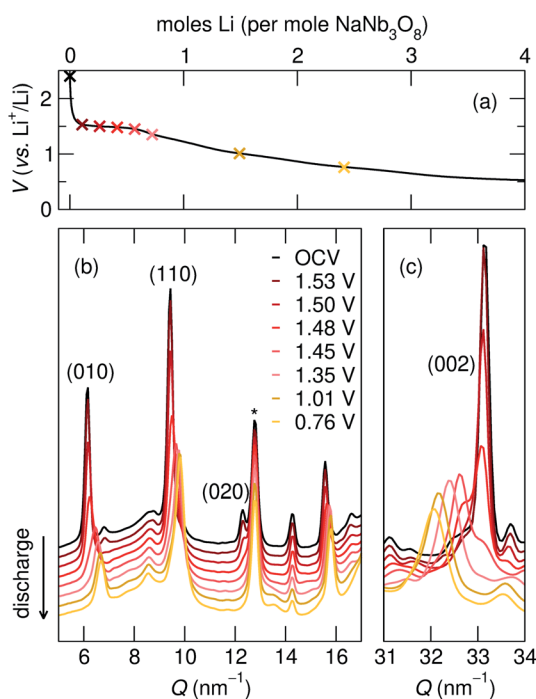 moles Li (per mole NaNb₃O₈)
0 1 2 3 4
V (vs. Li⁺/Li)
2
1
0
(a)
(b)
(c)
OCV
1.53 V
1.50 V
1.48 V
1.45 V
1.35 V
1.01 V
0.76 V
(110)
(010)
(020)
*
(002)
discharge
6 8 10 12 14 16
31 32 33 34
Q (nm⁻¹)
Q (nm⁻¹)